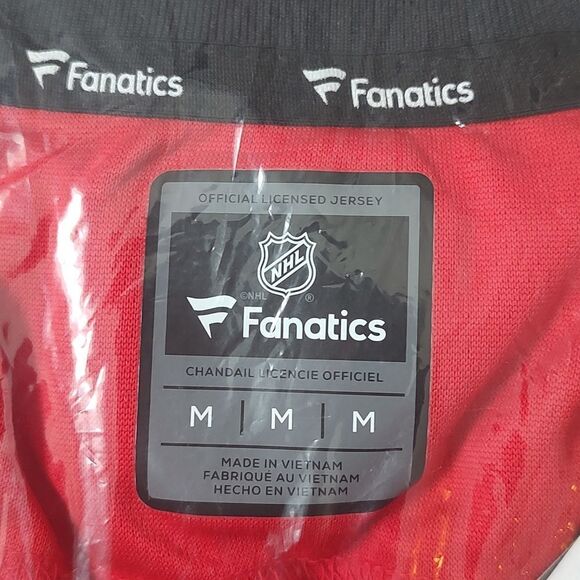 Fanatics Fanatics
OFFICIAL LICENSED JERSEY
NHL
©NHL ®
Fanatics
CHANDAIL LICENCIE OFFICIEL
M | M | M
MADE IN VIETNAM
FABRIQUÉ AU VIETNAM
HECHO EN VIETNAM